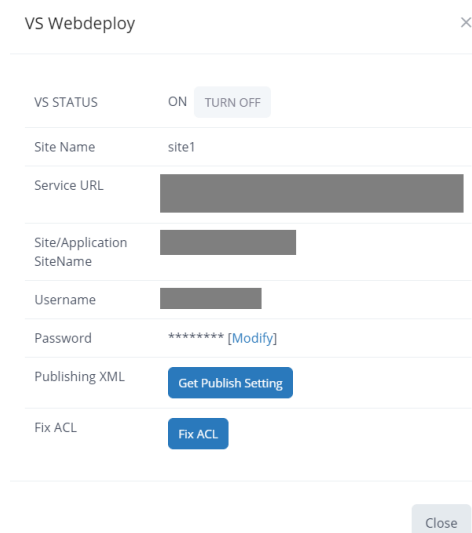 VS Webdeploy
×
VS STATUS ON TURN OFF
Site Name site1
Service URL
Site/Application
SiteName
Username
Password ******** [Modify]
Publishing XML Get Publish Setting
Fix ACL Fix ACL
Close